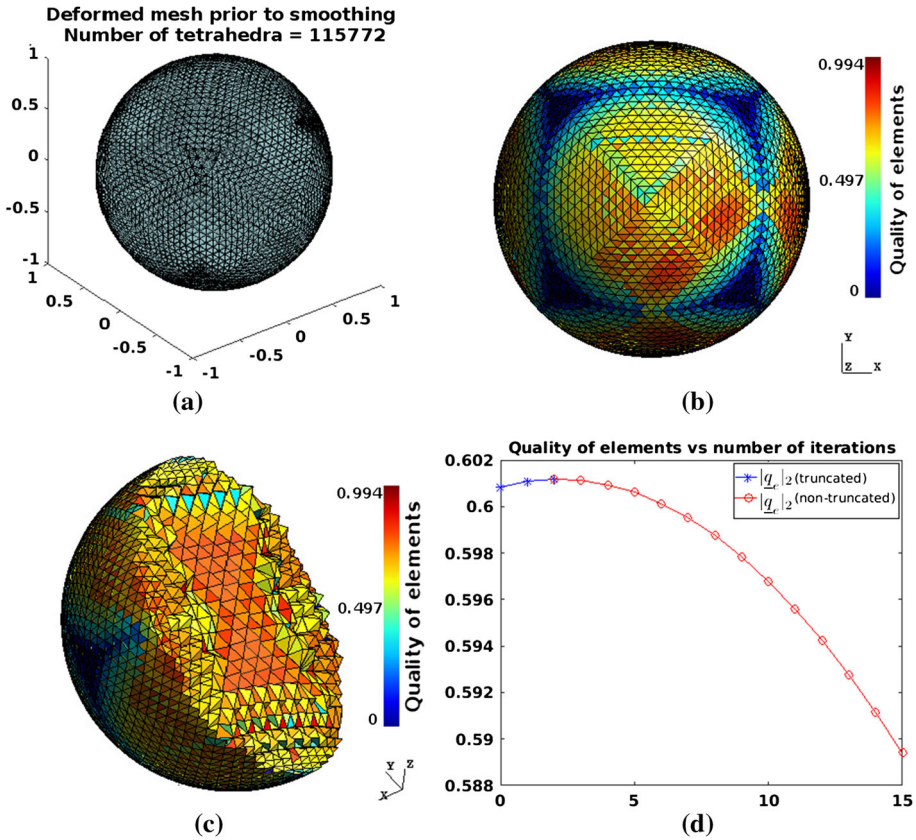 Deformed mesh prior to smoothing
Number of tetrahedra = 115772
1
0.5
0
-0.5
-1
1
0.5
0
-0.5
-1
-1
-0.5
0
0.5
1
(a)
0.994
0.497
0
Quality of elements
Y
Z X
(b)
0.994
0.497
0
Quality of elements
Y Z
X
(c)
Quality of elements vs number of iterations
0.602
0.6
0.598
0.596
0.594
0.592
0.59
0.588
0 5 10 15
|q_e|_2 (truncated)
|q_e|_2 (non-truncated)
(d)